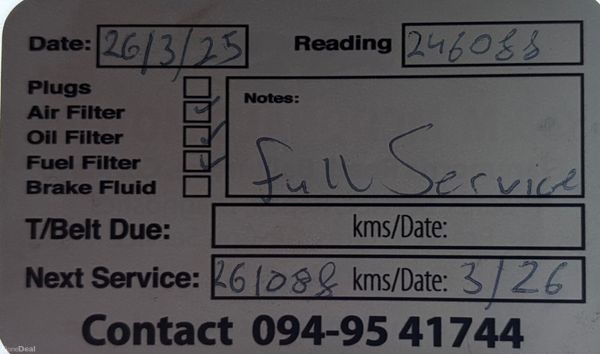 Date: 26/3/25 Reading 246088
Plugs
Air Filter ✓
Oil Filter ✓
Fuel Filter ✓
Brake Fluid
Notes:
Full Service
T/Belt Due: kms/Date:
Next Service: 261088 kms/Date: 3/26
Contact 094-95 41744
DoneDeal